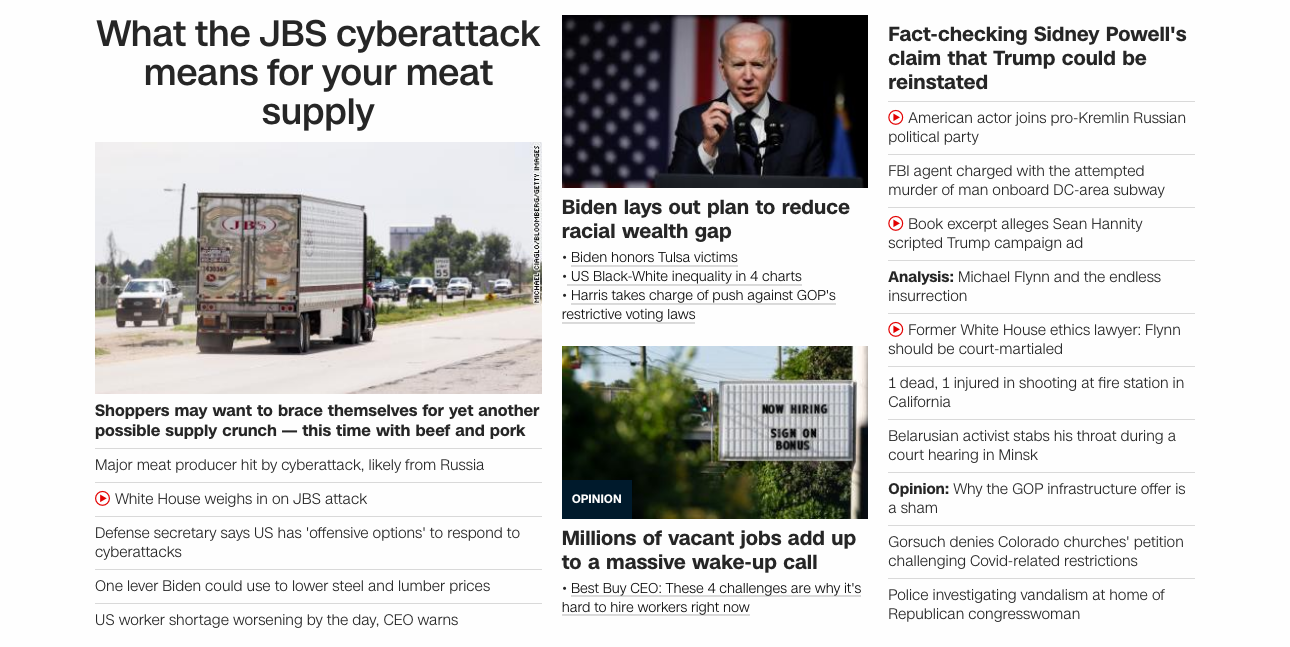 What the JBS cyberattack
means for your meat
supply
JBS
SPEED
LIMIT
55
MICHAEL CIAGLO/BLOOMBERG/GETTY IMAGES
Shoppers may want to brace themselves for yet another
possible supply crunch — this time with beef and pork
Major meat producer hit by cyberattack, likely from Russia
White House weighs in on JBS attack
Defense secretary says US has 'offensive options' to respond to
cyberattacks
One lever Biden could use to lower steel and lumber prices
US worker shortage worsening by the day, CEO warns
Biden lays out plan to reduce
racial wealth gap
• Biden honors Tulsa victims
• US Black-White inequality in 4 charts
• Harris takes charge of push against GOP's
restrictive voting laws
NOW HIRING
SIGN ON
BONUS
OPINION
Millions of vacant jobs add up
to a massive wake-up call
• Best Buy CEO: These 4 challenges are why it's
hard to hire workers right now
Fact-checking Sidney Powell's
claim that Trump could be
reinstated
American actor joins pro-Kremlin Russian
political party
FBI agent charged with the attempted
murder of man onboard DC-area subway
Book excerpt alleges Sean Hannity
scripted Trump campaign ad
Analysis: Michael Flynn and the endless
insurrection
Former White House ethics lawyer: Flynn
should be court-martialed
1 dead, 1 injured in shooting at fire station in
California
Belarusian activist stabs his throat during a
court hearing in Minsk
Opinion: Why the GOP infrastructure offer is
a sham
Gorsuch denies Colorado churches' petition
challenging Covid-related restrictions
Police investigating vandalism at home of
Republican congresswoman